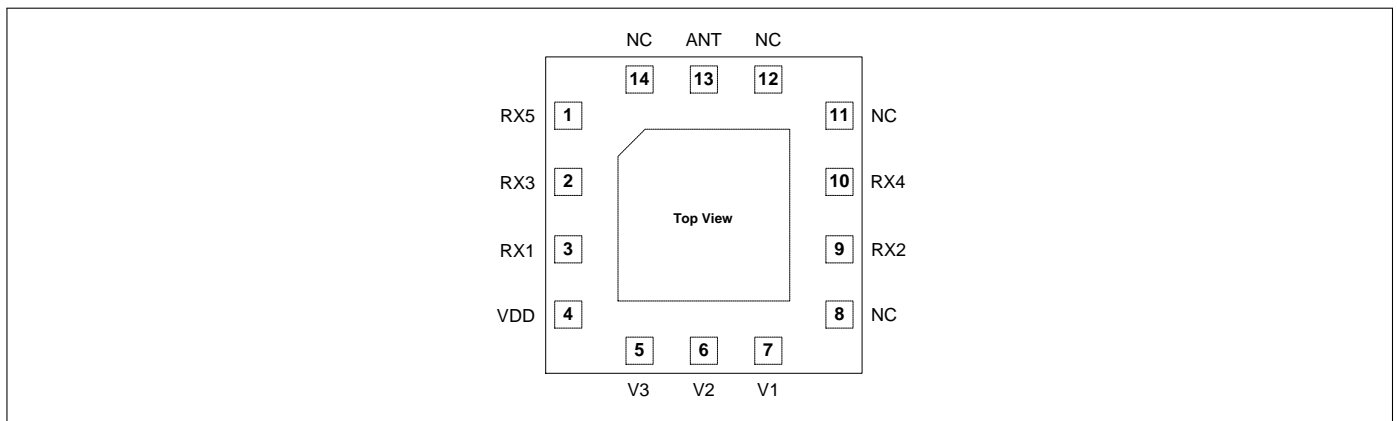 NC ANT NC
14 13 12
RX5 1 11 NC
RX3 2 10 RX4
Top View
RX1 3 9 RX2
VDD 4 8 NC
5 6 7
V3 V2 V1